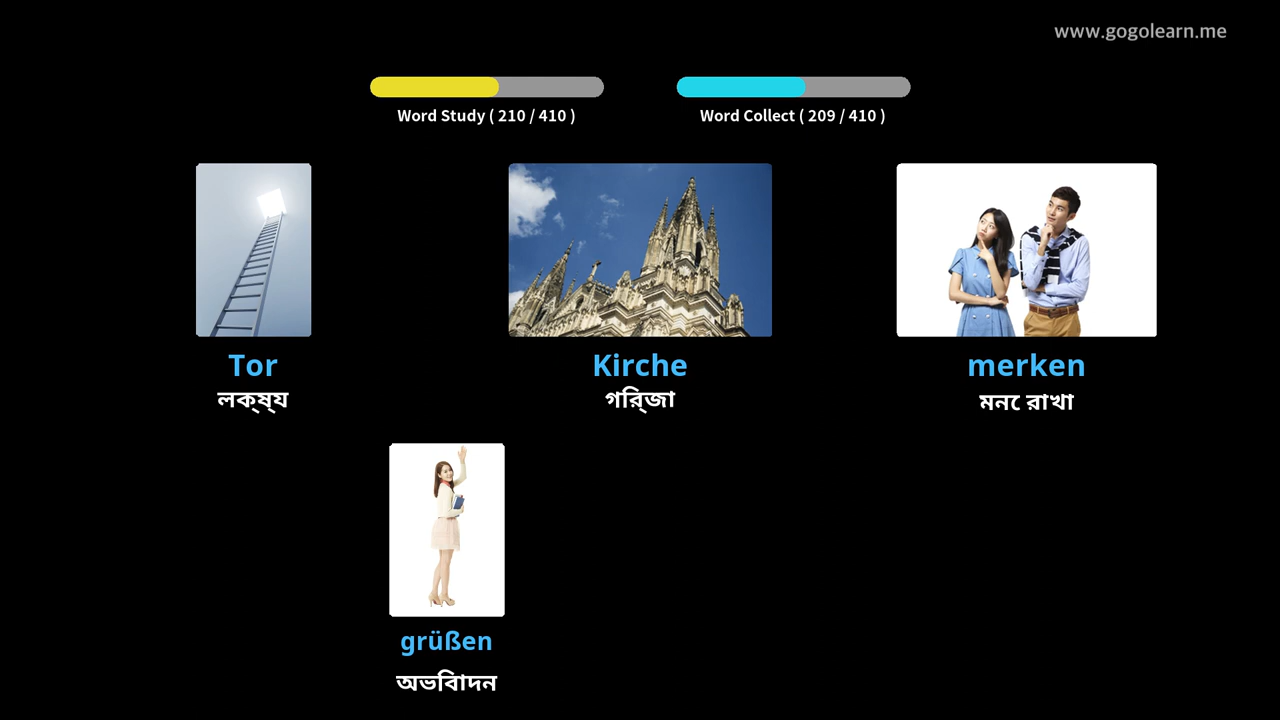 www.gogolearn.me
Word Study ( 210 / 410 )
Word Collect ( 209 / 410 )
Tor
লক্ষ্য
Kirche
গির্জা
merken
মনে রাখা
grüßen
অভিবাদন